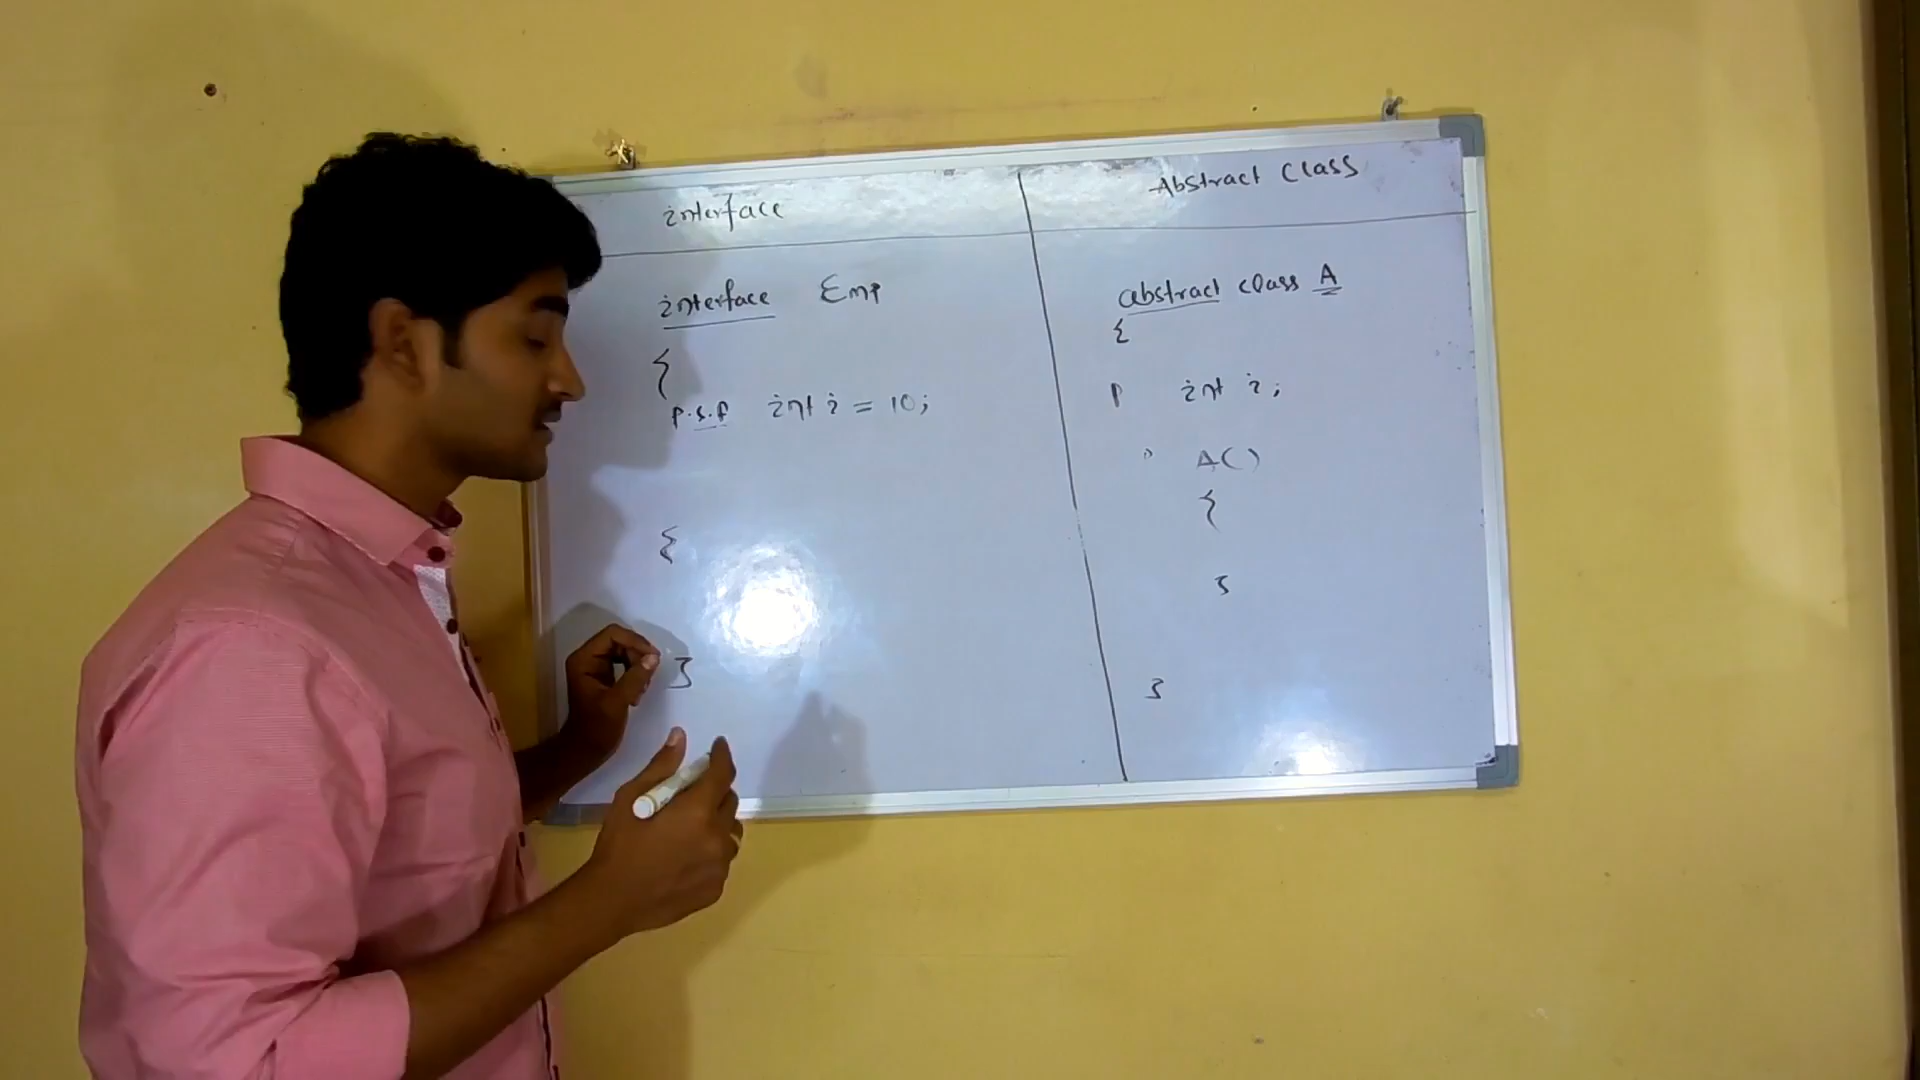 interface
interface Emp
{
p.s.f int i = 10;
{
}
Abstract Class
abstract class A
{
p int i;
A()
{
}
}